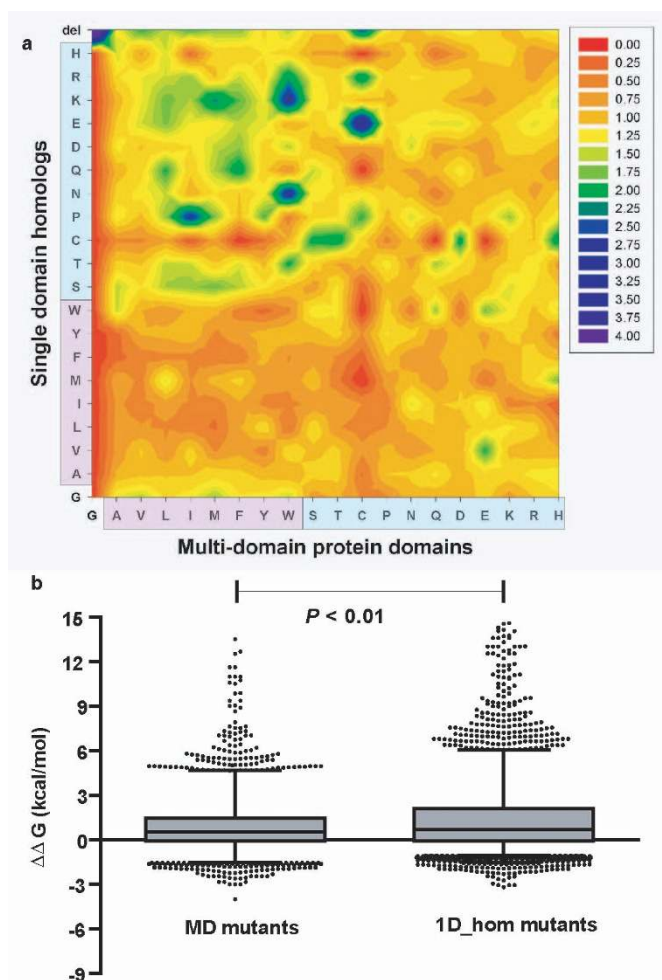 a
del
H
R
K
E
D
Q
N
P
C
T
S
W
Y
F
M
I
L
V
A
G
Single domain homologs
G A V L I M F Y W S T C P N Q D E K R H
Multi-domain protein domains
0.00
0.25
0.50
0.75
1.00
1.25
1.50
1.75
2.00
2.25
2.50
2.75
3.00
3.25
3.50
3.75
4.00
b
P < 0.01
15
12
9
6
3
0
-3
-6
-9
ΔΔ G (kcal/mol)
MD mutants
1D_hom mutants